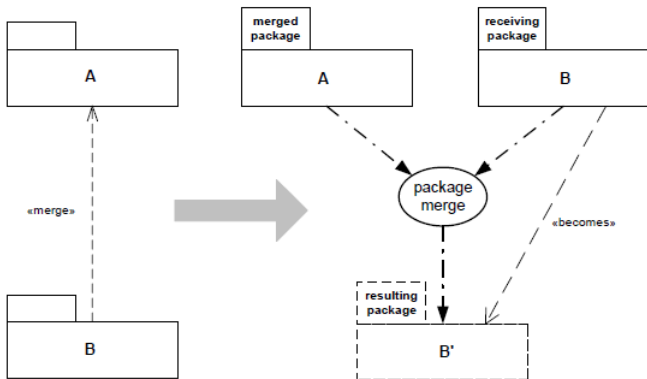 A
«merge»
B
merged
package
A
receiving
package
B
package
merge
«becomes»
resulting
package
B'